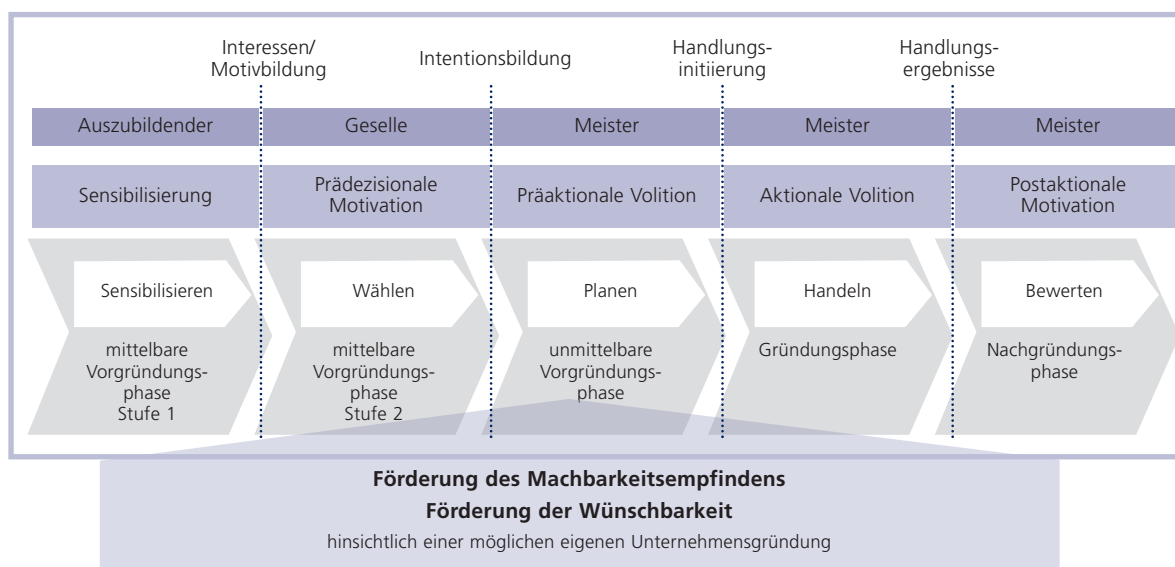 Interessen/
Motivbildung
Intentionsbildung
Handlungs-
initiierung
Handlungs-
ergebnisse
Auszubildender
Geselle
Meister
Meister
Meister
Sensibilisierung
Prädezisionale
Motivation
Präaktionale Volition
Aktionale Volition
Postaktionale
Motivation
Sensibilisieren
Wählen
Planen
Handeln
Bewerten
mittelbare
Vorgründungs-
phase
Stufe 1
mittelbare
Vorgründungs-
phase
Stufe 2
unmittelbare
Vorgründungs-
phase
Gründungsphase
Nachgründungs-
phase
Förderung des Machbarkeitsempfindens
Förderung der Wünschbarkeit
hinsichtlich einer möglichen eigenen Unternehmensgründung